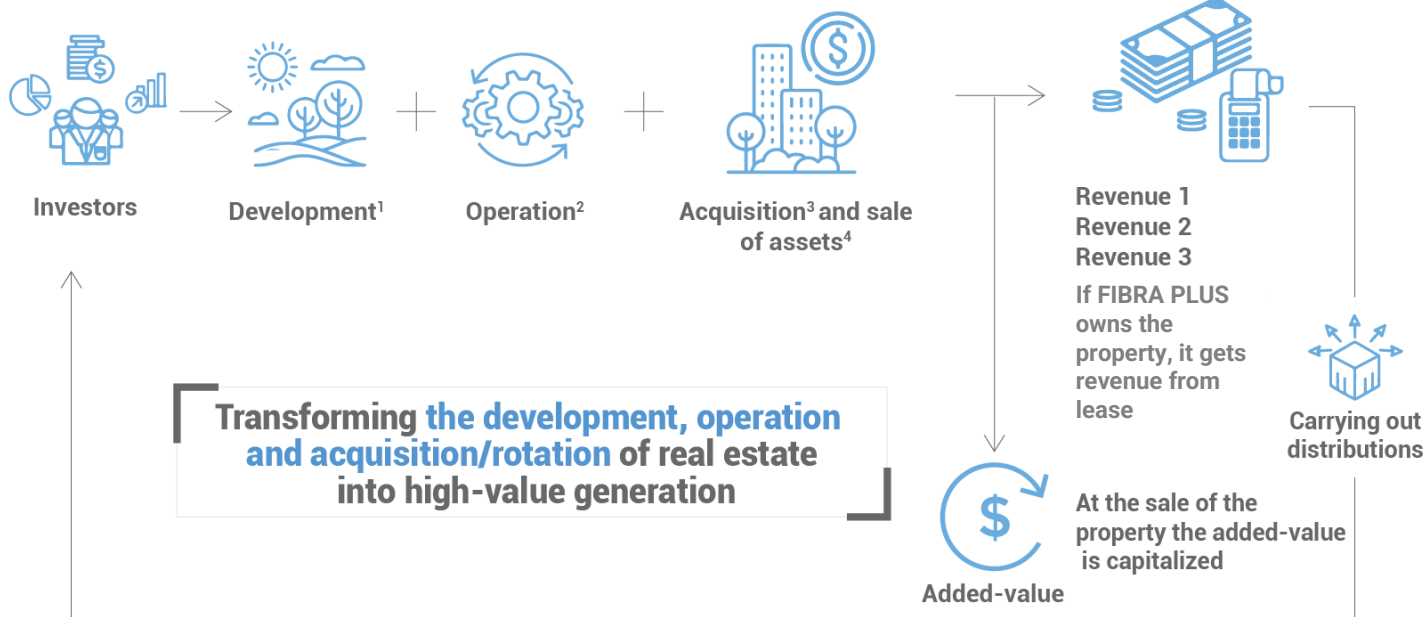 Investors
Development¹
Operation²
Acquisition³ and sale
of assets⁴
Revenue 1
Revenue 2
Revenue 3
If FIBRA PLUS
owns the
property, it gets
revenue from
lease
Carrying out
distributions
Transforming the development, operation
and acquisition/rotation of real estate
into high-value generation
At the sale of the
property the added-value
is capitalized
Added-value